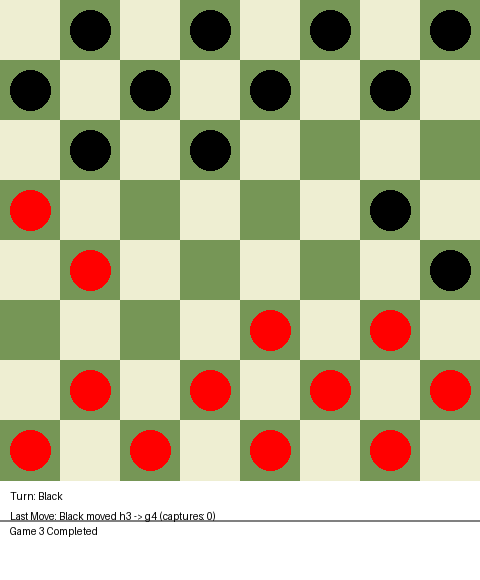 Turn: Black
Last Move: Black moved h3 -> g4 (captures: 0)
Game 3 Completed